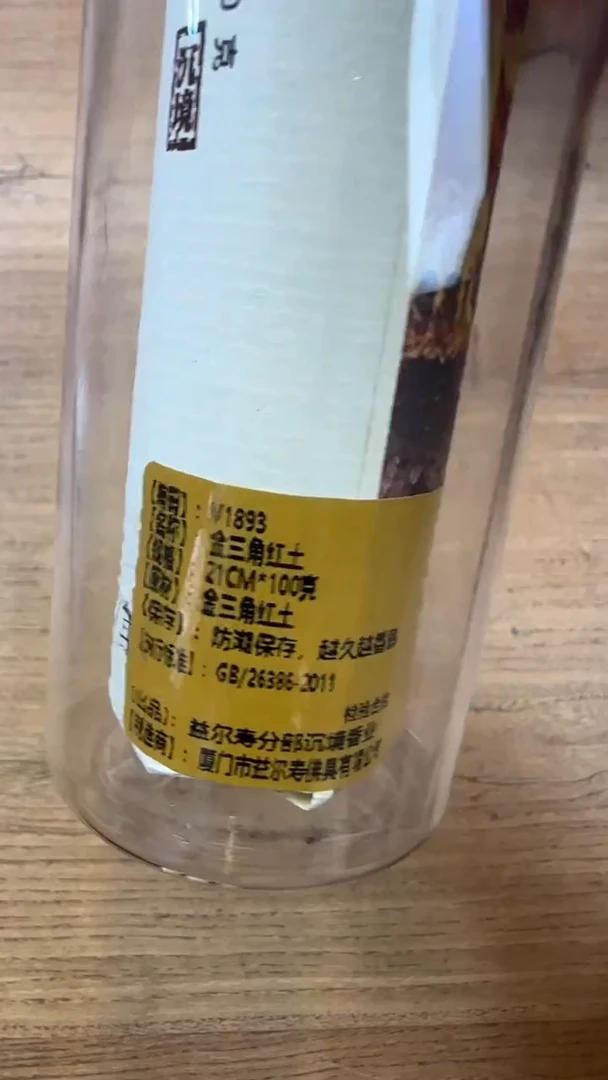 克
沉境
【编号】：V1893
【名称】：金三角红土
【规格】：21CM*100克
【原材】：金三角红土
【保存】：防潮保存，越久越香醇
【执行标准】：GB/26386-2011
检验合格
【出品】：益尔寿分部沉境香业
【制造商】：厦门市益尔寿佛具有限公司